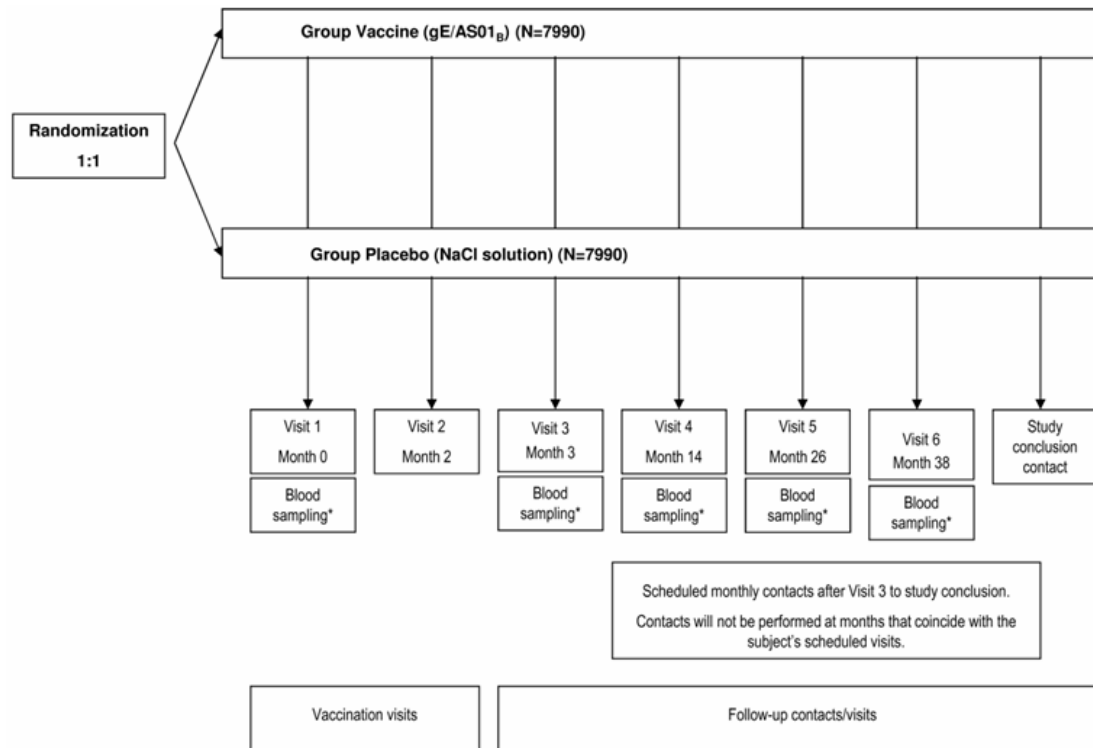 Group Vaccine (gE/AS01B) (N=7990)
Randomization
1:1
Group Placebo (NaCl solution) (N=7990)
Visit 1
Month 0
Blood
sampling*
Visit 2
Month 2
Visit 3
Month 3
Blood
sampling*
Visit 4
Month 14
Blood
sampling*
Visit 5
Month 26
Blood
sampling*
Visit 6
Month 38
Blood
sampling*
Study
conclusion
contact
Scheduled monthly contacts after Visit 3 to study conclusion.
Contacts will not be performed at months that coincide with the
subject's scheduled visits.
Vaccination visits
Follow-up contacts/visits